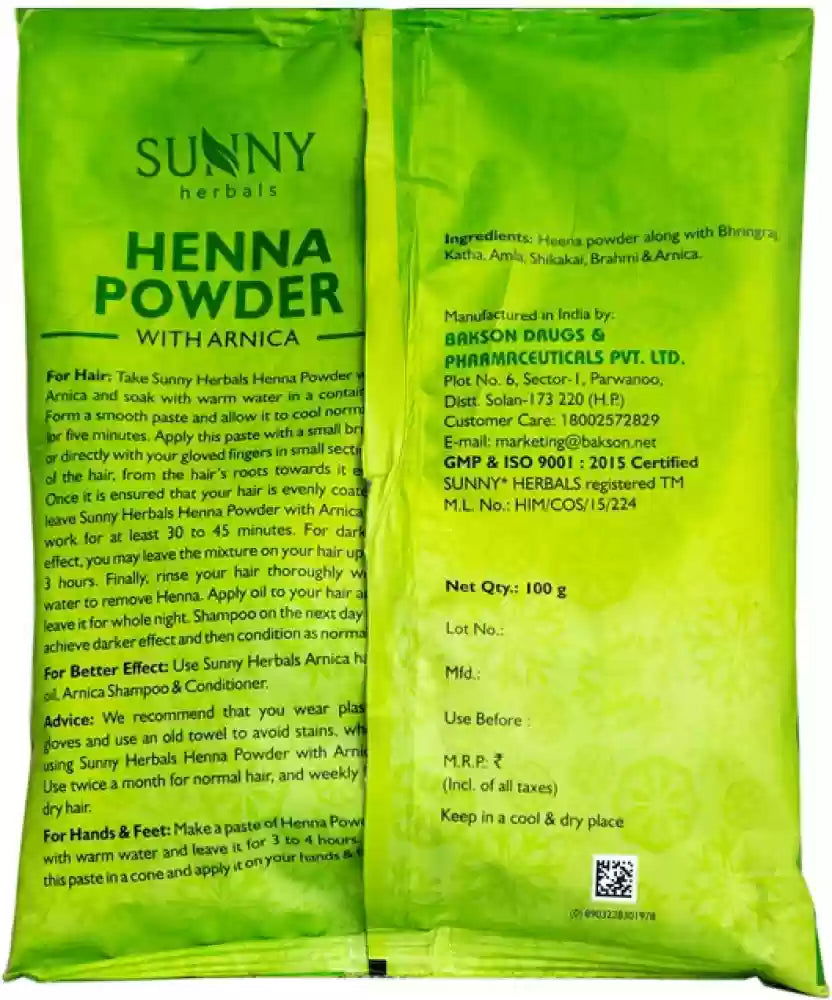 SUNNY
herbals
HENNA
POWDER
WITH ARNICA
For Hair: Take Sunny Herbals Henna Powder
Arnica and soak with warm water in a
Form a smooth paste and allow it to cool
for five minutes. Apply this paste with a small
or directly with your gloved fingers in small
of the hair, from the hair's roots towards it
Once it is ensured that your hair is evenly
leave Sunny Herbals Henna Powder with Arnica
work for at least 30 to 45 minutes. For
effect, you may leave the mixture on your hair up
3 hours. Finally, rinse your hair thoroughly
water to remove Henna. Apply oil to your hair
leave it for whole night. Shampoo on the next day
achieve darker effect and then condition as
For Better Effect: Use Sunny Herbals Arnica
oil, Arnica Shampoo & Conditioner.
Advice: We recommend that you wear
gloves and use an old towel to avoid stains,
using Sunny Herbals Henna Powder with
Use twice a month for normal hair, and weekly
dry hair.
For Hands & Feet: Make a paste of Henna
with warm water and leave it for 3 to 4 hours.
this paste in a cone and apply it on your hands &
Ingredients: Heena powder along with Bhringraj,
Katha, Amla, Shikakai, Brahmi & Arnica.
Manufactured in India by:
BAKSON DRUGS &
PHARMACEUTICALS PVT. LTD.
Plot No. 6, Sector-1, Parwanoo,
Distt. Solan-173 220 (H.P.)
Customer Care: 18002572829
E-mail: marketing@bakson.net
GMP & ISO 9001 : 2015 Certified
SUNNY* HERBALS registered TM
M.L. No.: HIM/COS/15/224
Net Qty.: 100 g
Lot No.:
Mfd.:
Use Before :
M.R.P.: ₹
(Incl. of all taxes)
Keep in a cool & dry place